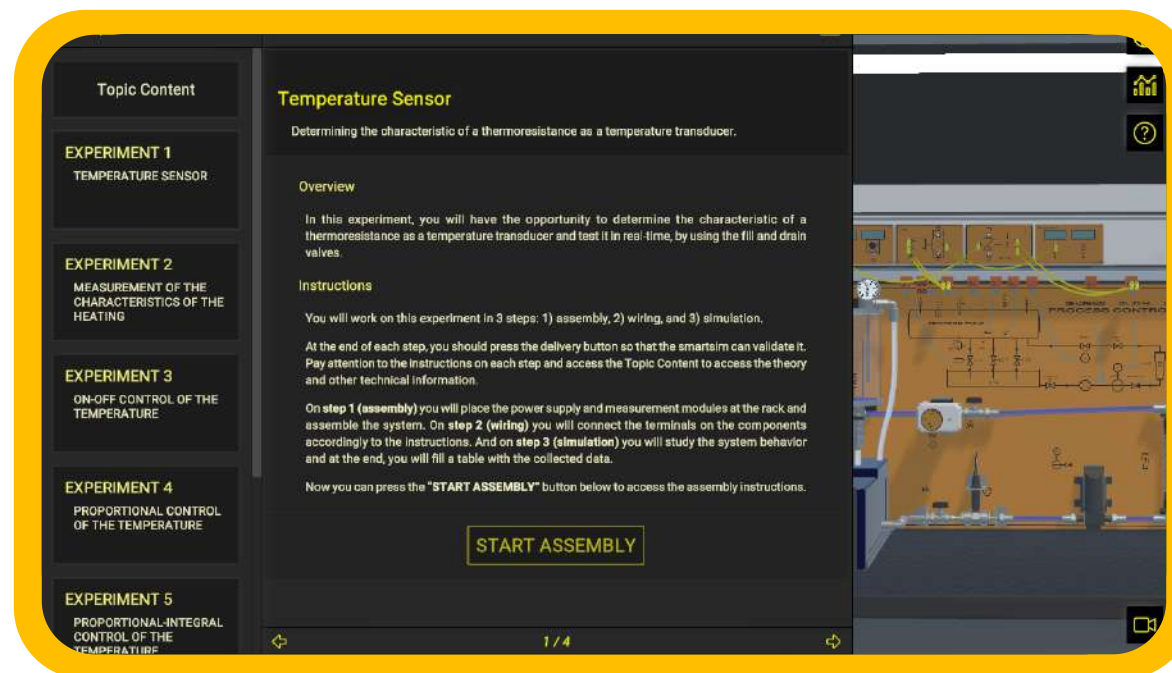 Topic Content
EXPERIMENT 1
TEMPERATURE SENSOR
EXPERIMENT 2
MEASUREMENT OF THE
CHARACTERISTICS OF THE
HEATING
EXPERIMENT 3
ON-OFF CONTROL OF THE
TEMPERATURE
EXPERIMENT 4
PROPORTIONAL CONTROL
OF THE TEMPERATURE
EXPERIMENT 5
PROPORTIONAL-INTEGRAL
CONTROL OF THE
TEMPERATURE
Temperature Sensor
Determining the characteristic of a thermoresistance as a temperature transducer.
Overview
In this experiment, you will have the opportunity to determine the characteristic of a
thermoresistance as a temperature transducer and test it in real-time, by using the fill and drain
valves.
Instructions
You will work on this experiment in 3 steps: 1) assembly, 2) wiring, and 3) simulation.
At the end of each step, you should press the delivery button so that the smartsim can validate it.
Pay attention to the instructions on each step and access the Topic Content to access the theory
and other technical information.
On step 1 (assembly) you will place the power supply and measurement modules at the rack and
assemble the system. On step 2 (wiring) you will connect the terminals on the components
accordingly to the instructions. And on step 3 (simulation) you will study the system behavior
and at the end, you will fill a table with the collected data.
Now you can press the "START ASSEMBLY" button below to access the assembly instructions.
START ASSEMBLY
1 / 4
PROCESS CONTRO